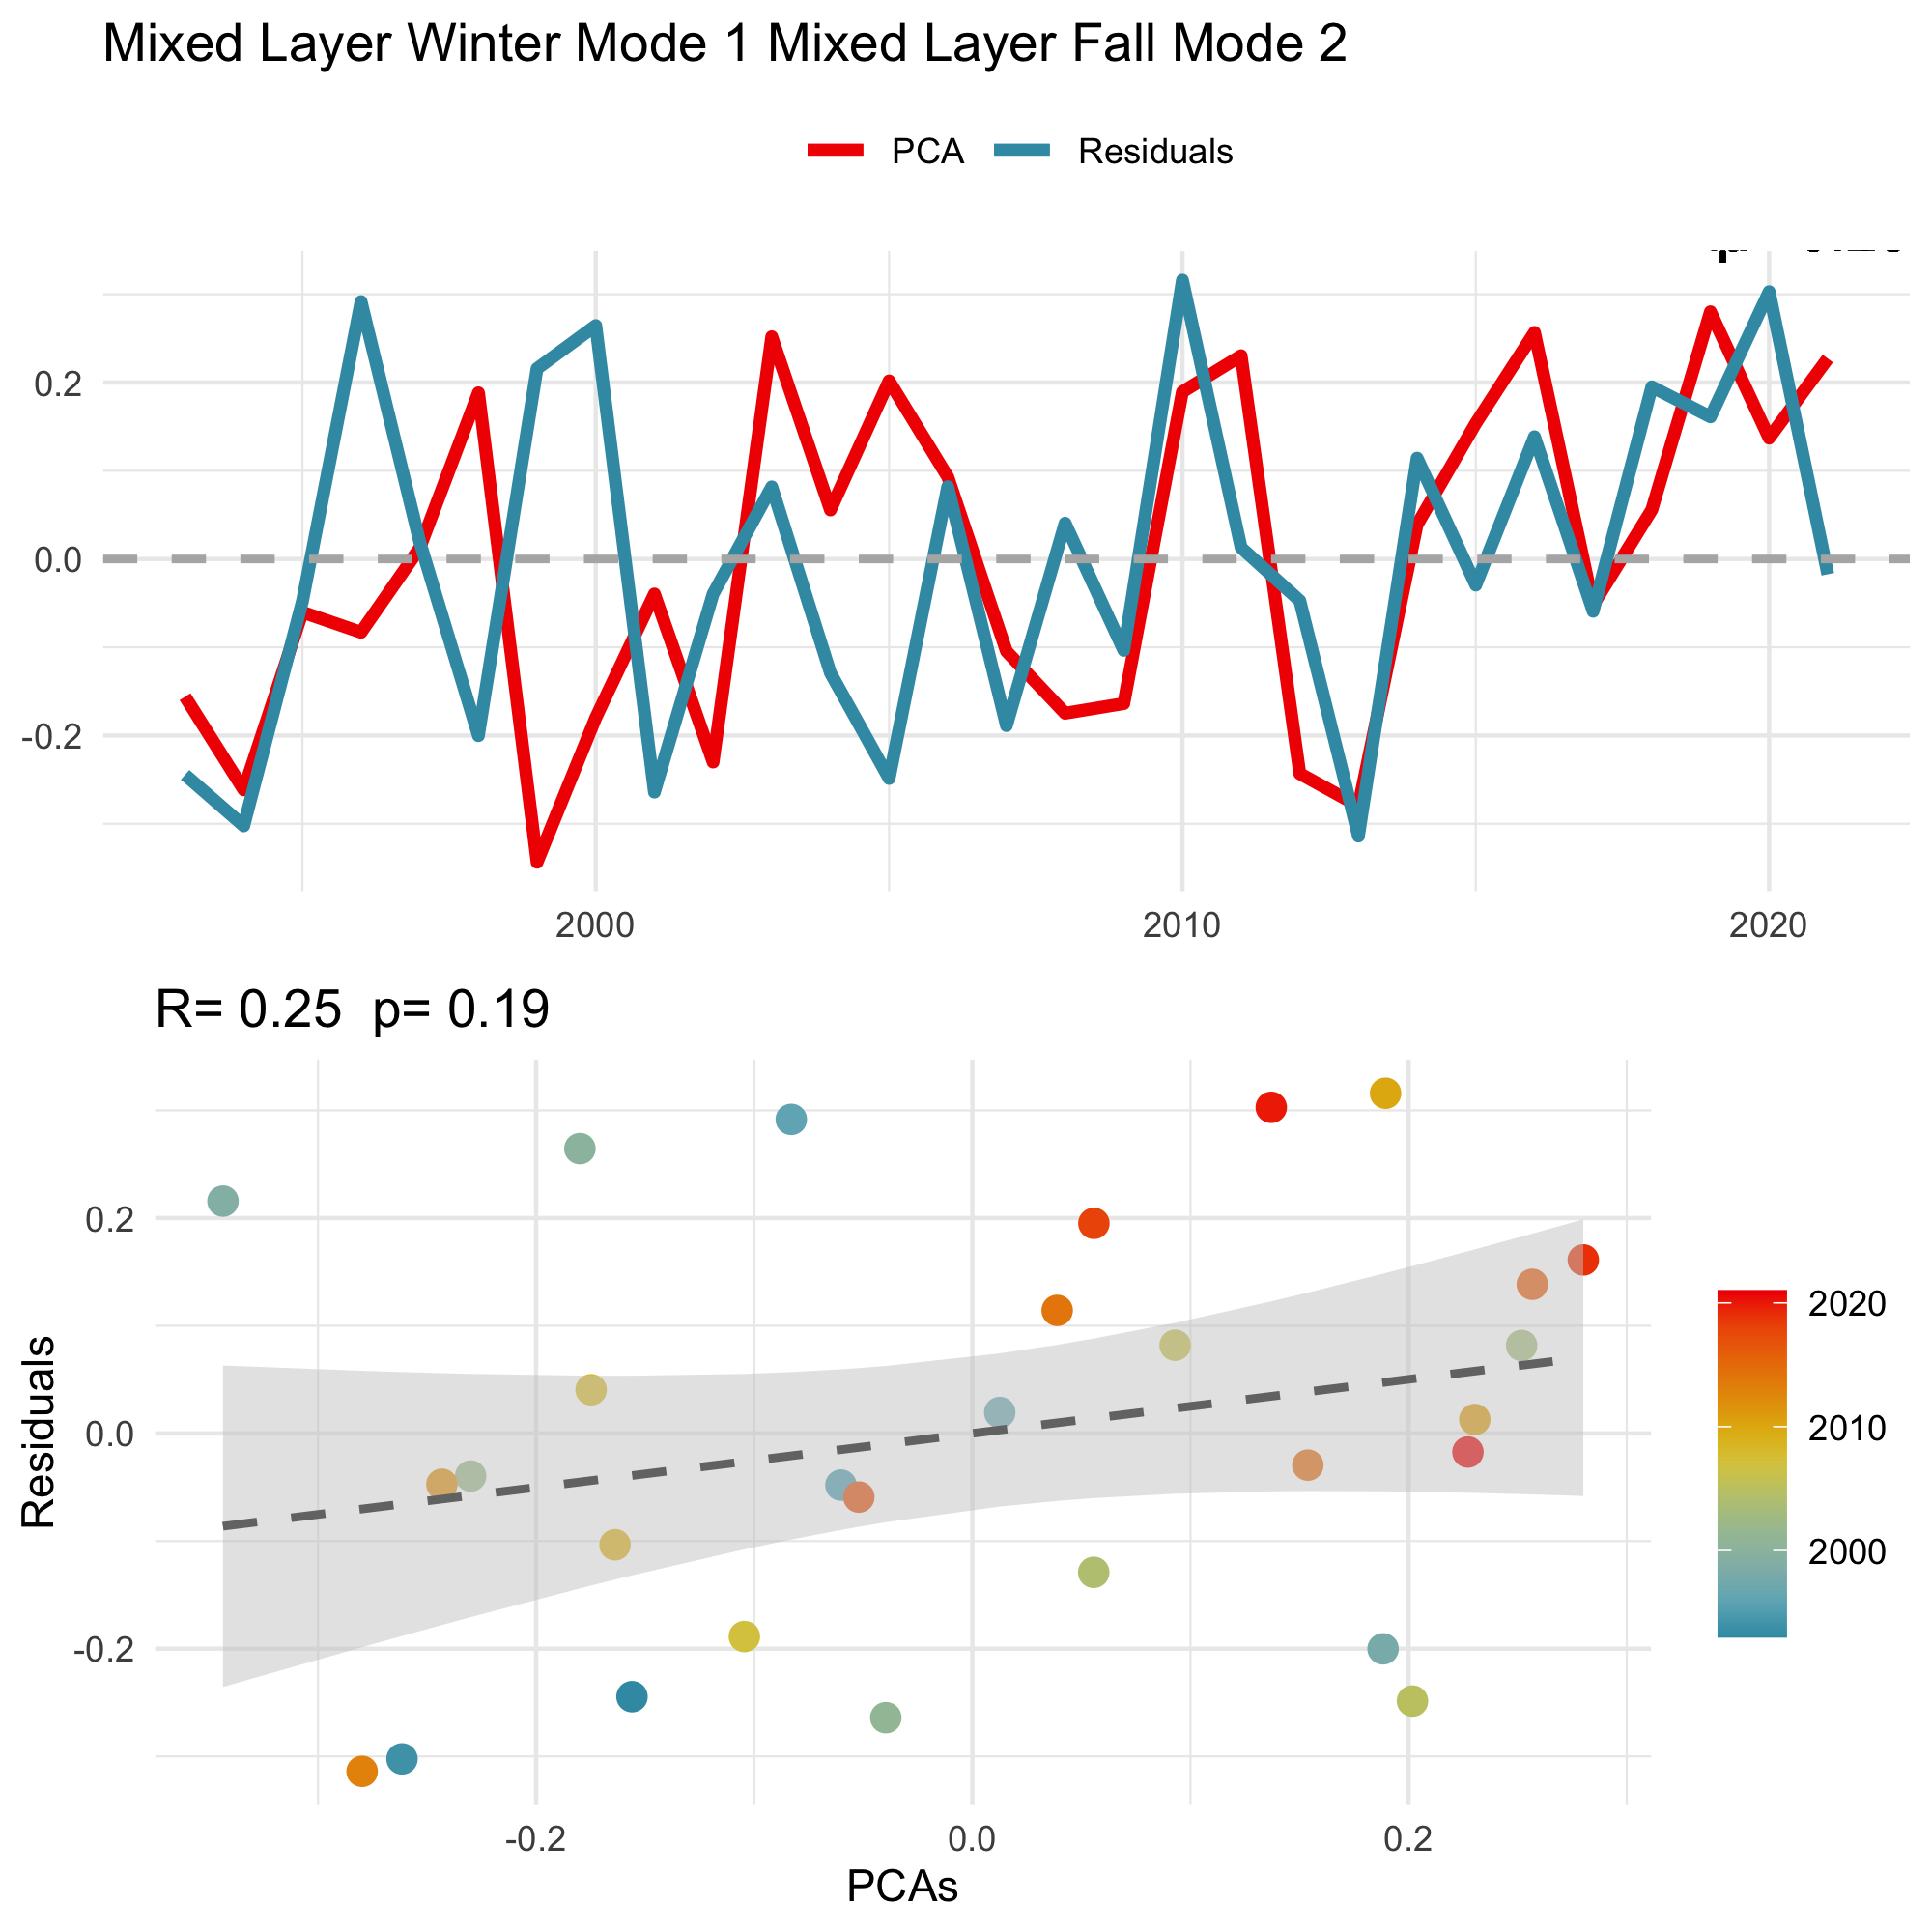 Mixed Layer Winter Mode 1 Mixed Layer Fall Mode 2
PCA Residuals
0.2
0.0
-0.2
2000 2010 2020
R= 0.25 p= 0.19
Residuals
0.2
0.0
-0.2
-0.2 0.0 0.2
PCAs
2020
2010
2000